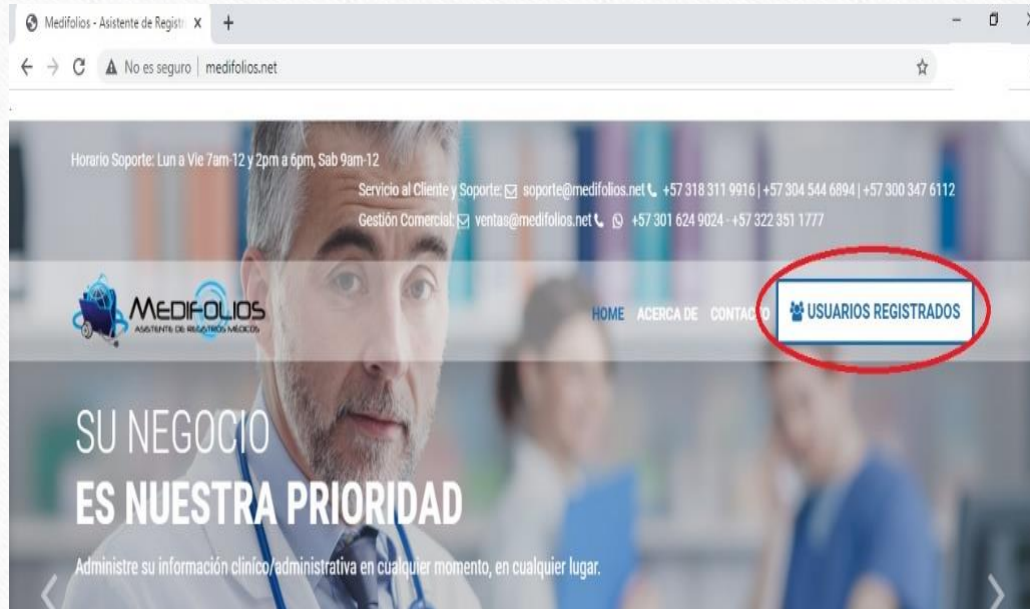 Medifolios - Asistente de Registr
No es seguro | medifolios.net
Horario Soporte: Lun a Vie 7am-12 y 2pm a 6pm, Sab 9am-12
Servicio al Cliente y Soporte: soporte@medifolios.net +57 318 311 9916 | +57 304 544 6894 | +57 300 347 6112
Gestión Comercial: ventas@medifolios.net +57 301 624 9024 - +57 322 351 1777
MEDIFOLIOS
ASISTENTE DE REGISTROS MÉDICOS
HOME ACERCA DE CONTACTO USUARIOS REGISTRADOS
SU NEGOCIO
ES NUESTRA PRIORIDAD
Administre su información clínico/administrativa en cualquier momento, en cualquier lugar.